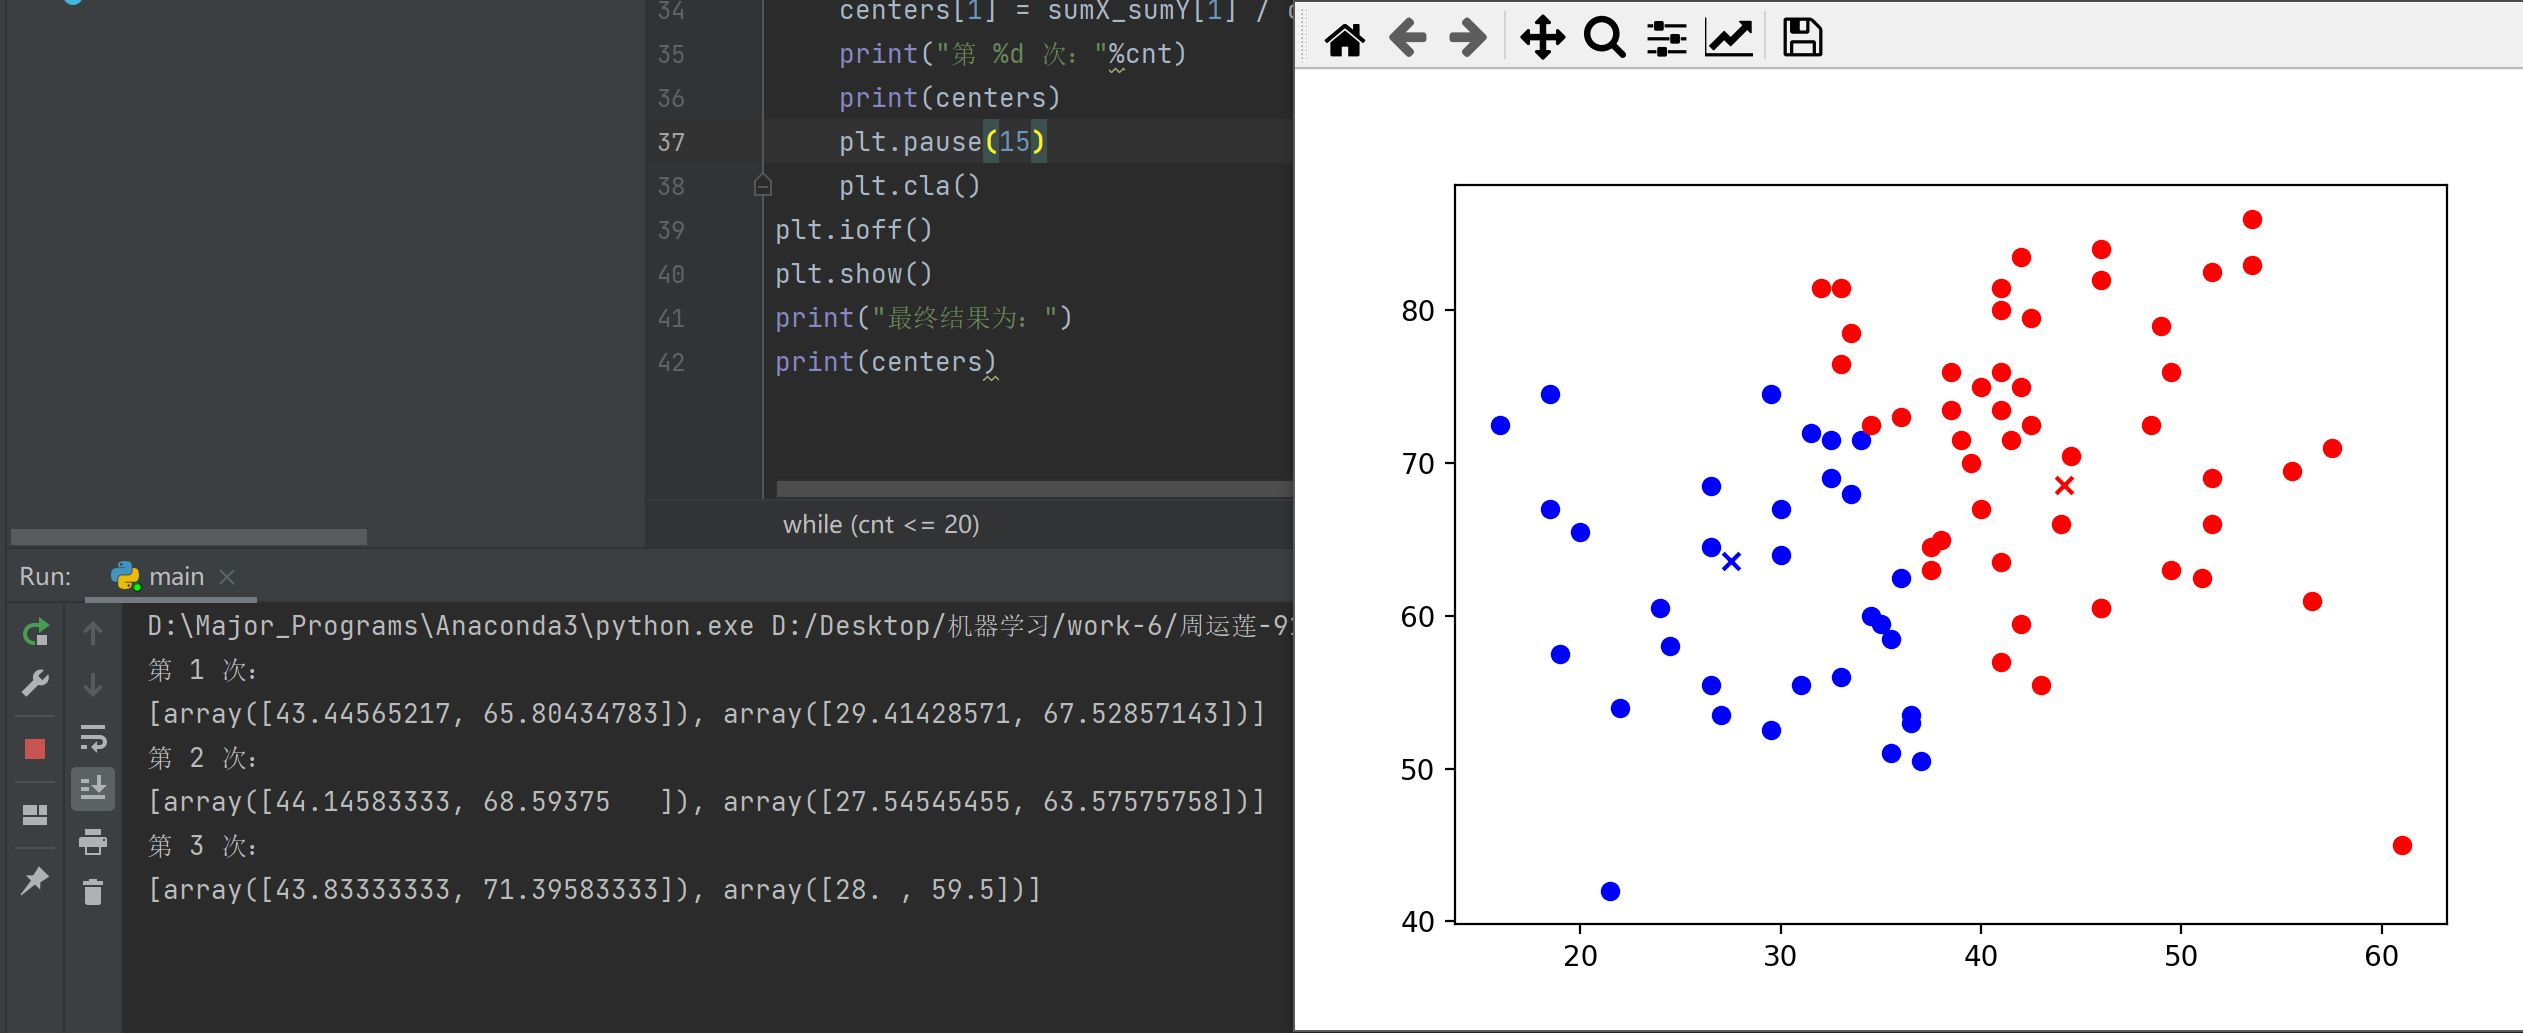 34 centers[1] = sumX_sumY[1] /
35 print("第 %d 次："%cnt)
36 print(centers)
37 plt.pause(15)
38 plt.cla()
39 plt.ioff()
40 plt.show()
41 print("最终结果为：")
42 print(centers)
while (cnt <= 20)
Run: main
D:\Major_Programs\Anaconda3\python.exe D:/Desktop/机器学习/work-6/周运莲-91
第 1 次：
[array([43.44565217, 65.80434783]), array([29.41428571, 67.52857143])]
第 2 次：
[array([44.14583333, 68.59375   ]), array([27.54545455, 63.57575758])]
第 3 次：
[array([43.83333333, 71.39583333]), array([28. , 59.5])]
80
70
60
50
40
20 30 40 50 60